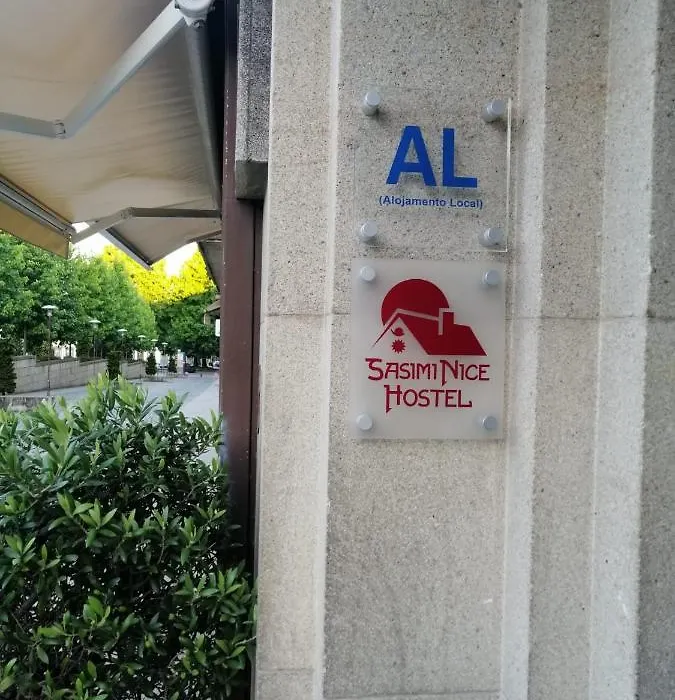 AL
(Alojamento Local)
SASIMI NICE
HOSTEL